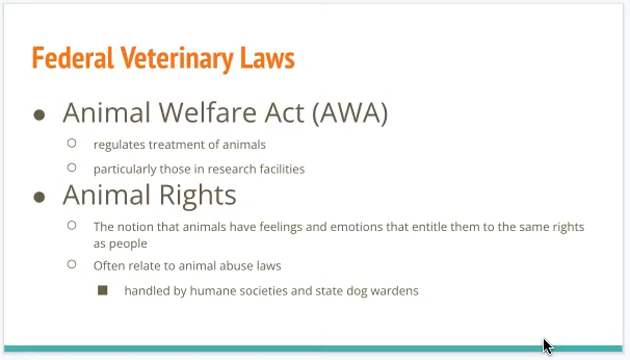 Federal Veterinary Laws
Animal Welfare Act (AWA)
regulates treatment of animals
particularly those in research facilities
Animal Rights
The notion that animals have feelings and emotions that entitle them to the same rights
as people
Often relate to animal abuse laws
handled by humane societies and state dog wardens